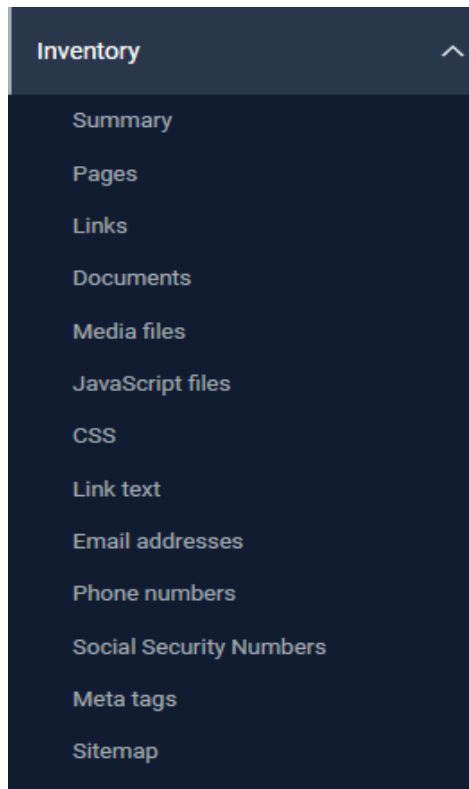 Inventory
Summary
Pages
Links
Documents
Media files
JavaScript files
CSS
Link text
Email addresses
Phone numbers
Social Security Numbers
Meta tags
Sitemap